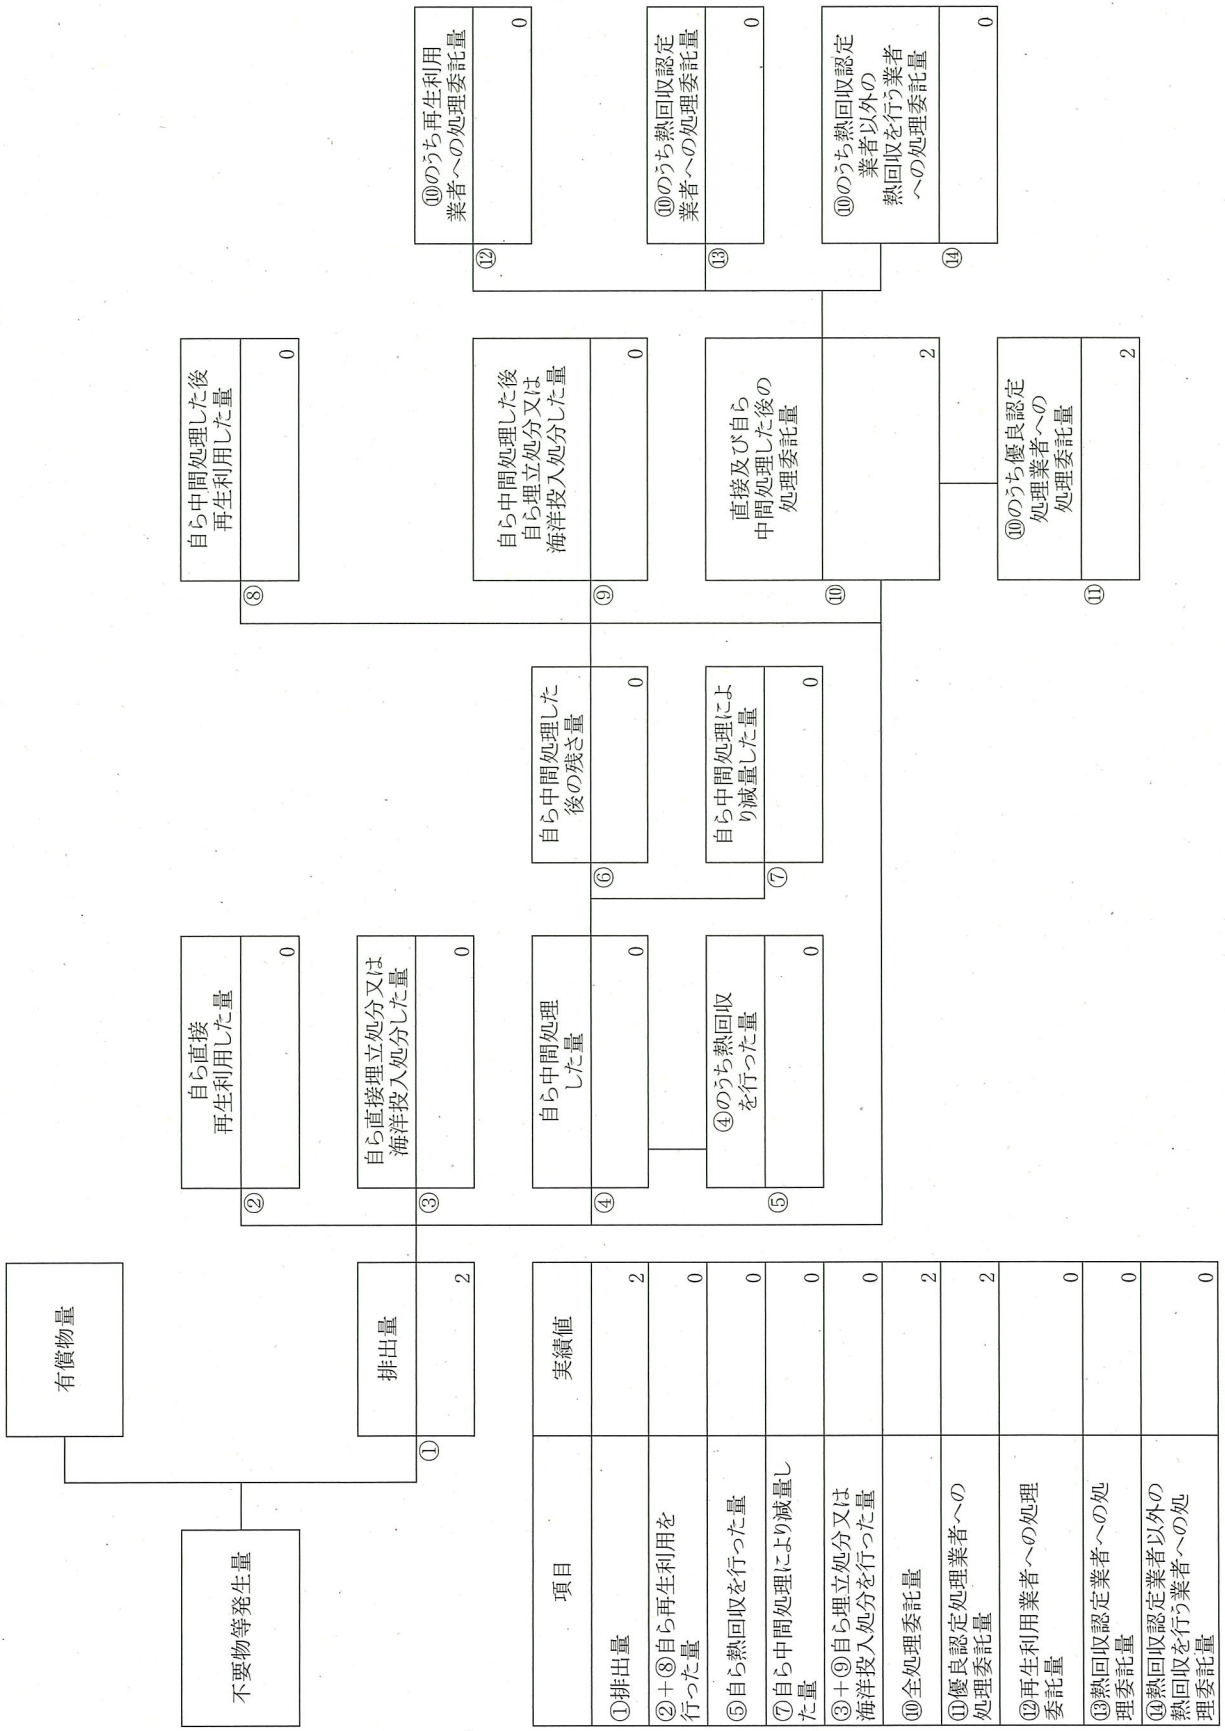 有償物量
不要物等発生量
排出量
①
2
自ら直接
再生利用した量
②
0
自ら直接埋立処分又は
海洋投入処分した量
③
0
自ら中間処理
した量
④
0
④のうち熱回収
を行った量
⑤
0
自ら中間処理した
後の残さ量
⑥
0
自ら中間処理によ
り減量した量
⑦
0
自ら中間処理した後
再生利用した量
⑧
0
自ら中間処理した後
自ら埋立処分又は
海洋投入処分した量
⑨
0
直接及び自ら
中間処理した後の
処理委託量
⑩
2
⑩のうち優良認定
処理業者への
処理委託量
⑪
2
⑩のうち再生利用
業者への処理委託量
⑫
0
⑩のうち熱回収認定
業者への処理委託量
⑬
0
⑩のうち熱回収認定
業者以外の
熱回収を行う業者
への処理委託量
⑭
0
項目
実績値
①排出量
2
②+⑧自ら再生利用を
行った量
0
⑤自ら熱回収を行った量
0
⑦自ら中間処理により減量し
た量
0
③+⑨自ら埋立処分又は
海洋投入処分を行った量
0
⑩全処理委託量
2
⑪優良認定処理業者への
処理委託量
2
⑫再生利用業者への処理
委託量
0
⑬熱回収認定業者への処
理委託量
0
⑭熱回収認定業者以外の
熱回収を行う業者への処
理委託量
0